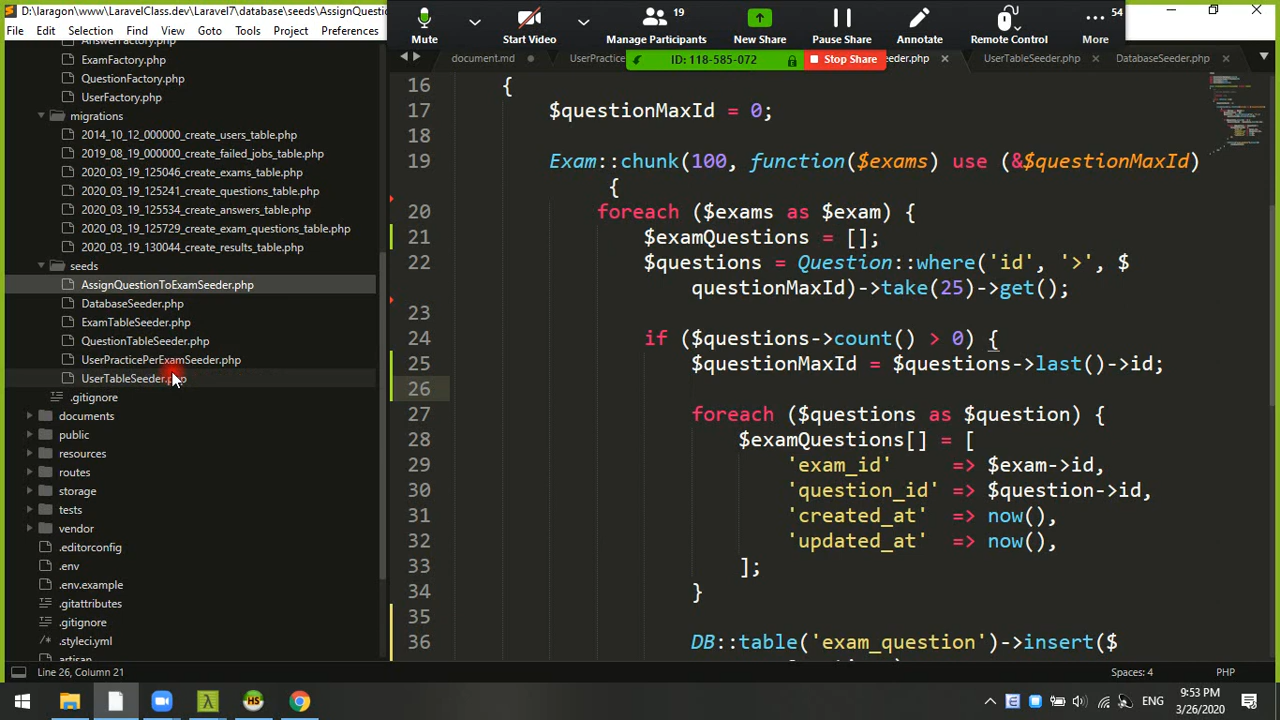 D:\laragon\www\LaravelClass.dev\Laravel7\database\seeds\AssignQuestio
File Edit Selection Find View Goto Tools Project Preferences
Mute
Start Video
19
Manage Participants
New Share
Pause Share
Annotate
Remote Control
54
More
ID: 118-585-072
Stop Share
document.md
UserPractice
eder.php
UserTableSeeder.php
DatabaseSeeder.php
AnswerFactory.php
ExamFactory.php
QuestionFactory.php
UserFactory.php
migrations
2014_10_12_000000_create_users_table.php
2019_08_19_000000_create_failed_jobs_table.php
2020_03_19_125046_create_exams_table.php
2020_03_19_125241_create_questions_table.php
2020_03_19_125534_create_answers_table.php
2020_03_19_125729_create_exam_questions_table.php
2020_03_19_130044_create_results_table.php
seeds
AssignQuestionToExamSeeder.php
DatabaseSeeder.php
ExamTableSeeder.php
QuestionTableSeeder.php
UserPracticePerExamSeeder.php
UserTableSeeder.php
.gitignore
documents
public
resources
routes
storage
tests
vendor
.editorconfig
.env
.env.example
.gitattributes
.gitignore
.styleci.yml
artisan
16 {
17 $questionMaxId = 0;
18
19 Exam::chunk(100, function($exams) use (&$questionMaxId)
{
20 foreach ($exams as $exam) {
21 $examQuestions = [];
22 $questions = Question::where('id', '>', $
questionMaxId)->take(25)->get();
23
24 if ($questions->count() > 0) {
25 $questionMaxId = $questions->last()->id;
26
27 foreach ($questions as $question) {
28 $examQuestions[] = [
29 'exam_id' => $exam->id,
30 'question_id' => $question->id,
31 'created_at' => now(),
32 'updated_at' => now(),
33 ];
34 }
35
36 DB::table('exam_question')->insert($
Line 26, Column 21
Spaces: 4
PHP
HS
ENG
9:53 PM
3/26/2020